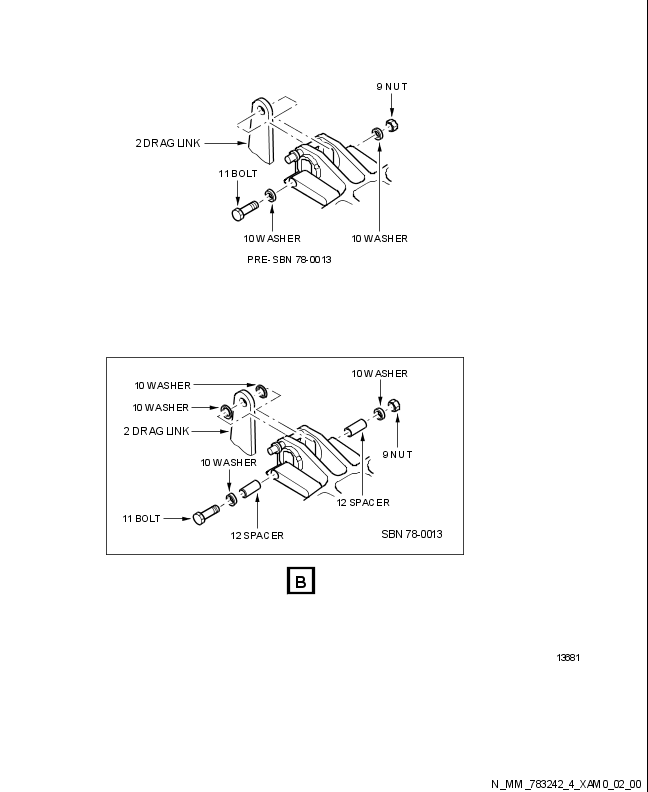 9 NUT
2 DRAG LINK
11 BOLT
10 WASHER
10 WASHER
PRE-SBN 78-0013
10 WASHER
10 WASHER
10 WASHER
2 DRAG LINK
9 NUT
10 WASHER
12 SPACER
11 BOLT
12 SPACER
SBN 78-0013
B
13681
N_MM_783242_4_XAM0_02_00